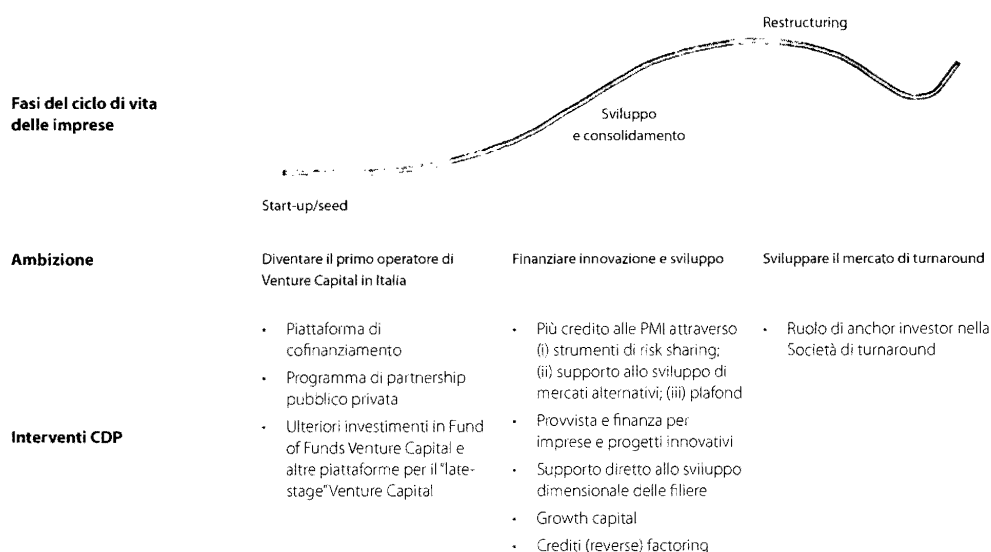 Restructuring
Fasi del ciclo di vita
delle imprese
Sviluppo
e consolidamento
Start-up/seed
Ambizione
Diventare il primo operatore di
Venture Capital in Italia
Finanziare innovazione e sviluppo
Sviluppare il mercato di turnaround
Interventi CDP
• Piattaforma di
cofinanziamento
• Programma di partnership
pubblico privata
• Ulteriori investimenti in Fund
of Funds Venture Capital e
altre piattaforme per il "late-
stage" Venture Capital
• Più credito alle PMI attraverso
(i) strumenti di risk sharing;
(ii) supporto allo sviluppo di
mercati alternativi; (iii) plafond
• Provvista e finanza per
imprese e progetti innovativi
• Supporto diretto allo sviluppo
dimensionale delle filiere
• Growth capital
• Crediti (reverse) factoring
• Ruolo di anchor investor nella
Società di turnaround